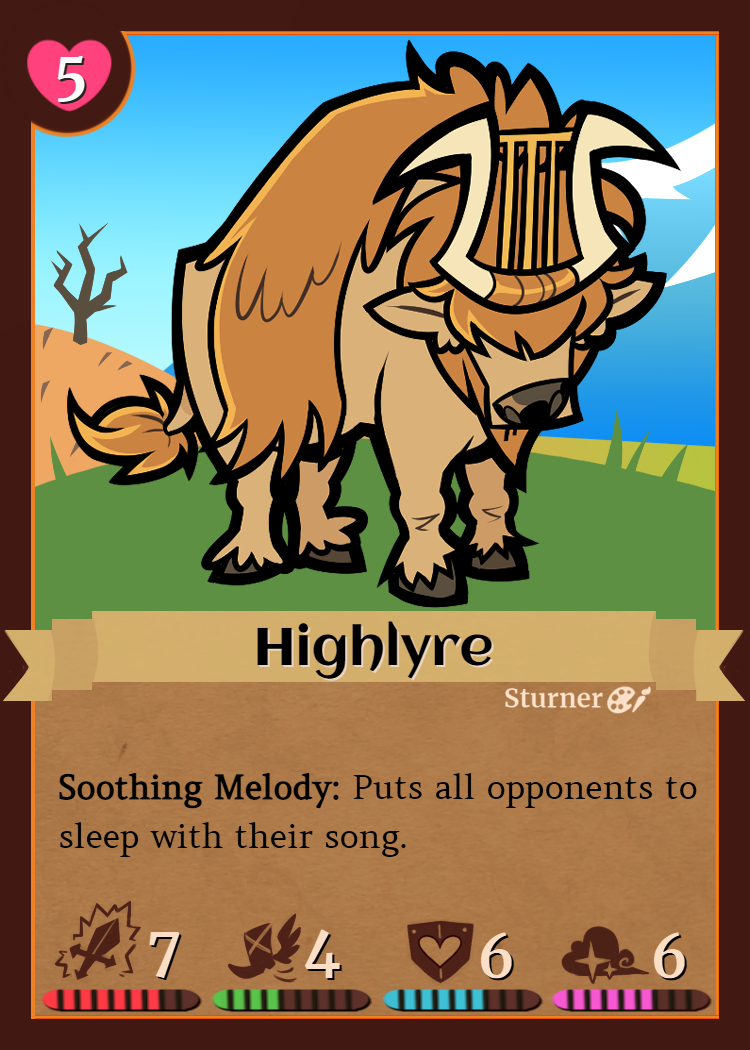 5
Highlyre
Sturner
Soothing Melody: Puts all opponents to
sleep with their song.
7 4 6 6